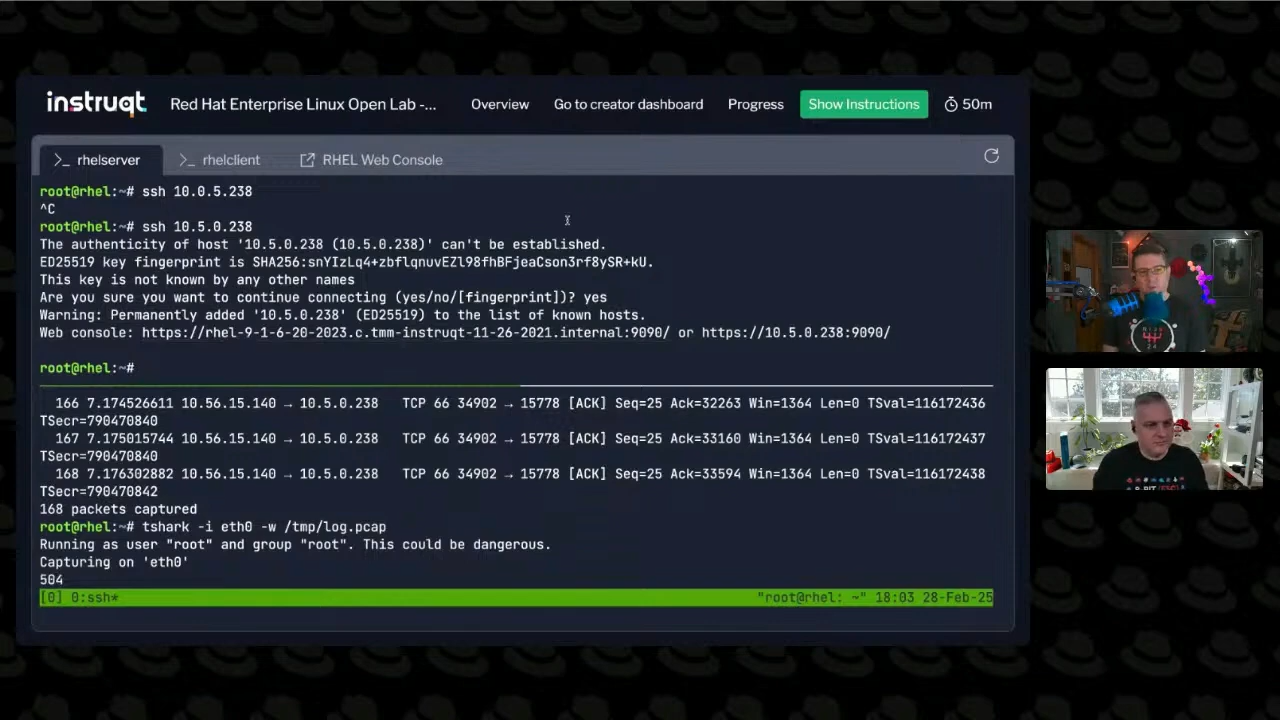 instruqt Red Hat Enterprise Linux Open Lab -... Overview Go to creator dashboard Progress Show Instructions 50m
>_ rhelserver >_ rhelclient RHEL Web Console
root@rhel:~# ssh 10.0.5.238
^C
root@rhel:~# ssh 10.5.0.238
The authenticity of host '10.5.0.238 (10.5.0.238)' can't be established.
ED25519 key fingerprint is SHA256:snYIzLq4+zbflqnuvEZl98fhBFjeaCson3rf8ySR+kU.
This key is not known by any other names
Are you sure you want to continue connecting (yes/no/[fingerprint])? yes
Warning: Permanently added '10.5.0.238' (ED25519) to the list of known hosts.
Web console: https://rhel-9-1-6-20-2023.c.tmm-instruqt-11-26-2021.internal:9090/ or https://10.5.0.238:9090/
root@rhel:~#
166 7.174526611 10.56.15.140 → 10.5.0.238 TCP 66 34902 → 15778 [ACK] Seq=25 Ack=32263 Win=1364 Len=0 TSval=116172436
TSecr=790470840
167 7.175015744 10.56.15.140 → 10.5.0.238 TCP 66 34902 → 15778 [ACK] Seq=25 Ack=33160 Win=1364 Len=0 TSval=116172437
TSecr=790470840
168 7.176302882 10.56.15.140 → 10.5.0.238 TCP 66 34902 → 15778 [ACK] Seq=25 Ack=33594 Win=1364 Len=0 TSval=116172438
TSecr=790470842
168 packets captured
root@rhel:~# tshark -i eth0 -w /tmp/log.pcap
Running as user "root" and group "root". This could be dangerous.
Capturing on 'eth0'
504
[0] 0:ssh* "root@rhel: ~" 18:03 28-Feb-25